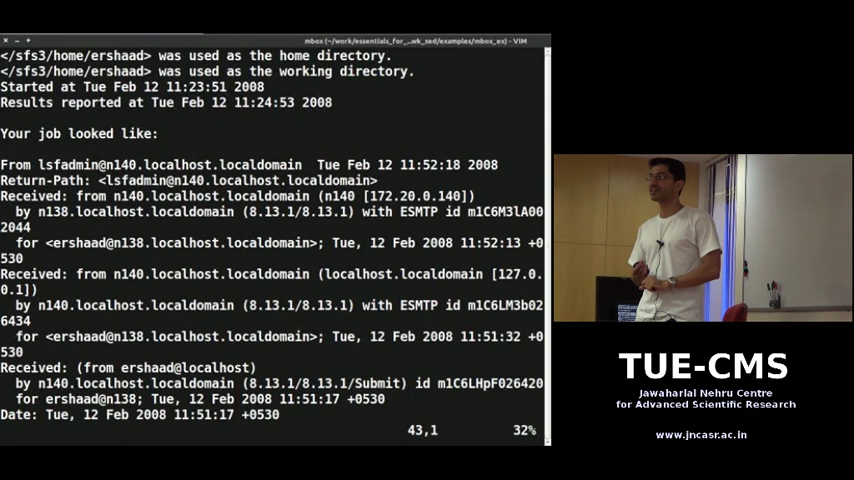 mbox (~/work/essentials_for_...wk_sed/examples/mbox_ex) - VIM
</sfs3/home/ershaad> was used as the home directory.
</sfs3/home/ershaad> was used as the working directory.
Started at Tue Feb 12 11:23:51 2008
Results reported at Tue Feb 12 11:24:53 2008
Your job looked like:
From lsfadmin@n140.localhost.localdomain  Tue Feb 12 11:52:18 2008
Return-Path: <lsfadmin@n140.localhost.localdomain>
Received: from n140.localhost.localdomain (n140 [172.20.0.140])
by n138.localhost.localdomain (8.13.1/8.13.1) with ESMTP id m1C6M3lA00
2044
for <ershaad@n138.localhost.localdomain>; Tue, 12 Feb 2008 11:52:13 +0
530
Received: from n140.localhost.localdomain (localhost.localdomain [127.0.
0.1])
by n140.localhost.localdomain (8.13.1/8.13.1) with ESMTP id m1C6LM3b02
6434
for <ershaad@n138.localhost.localdomain>; Tue, 12 Feb 2008 11:51:32 +0
530
Received: (from ershaad@localhost)
by n140.localhost.localdomain (8.13.1/8.13.1/Submit) id m1C6LHpF026420
for ershaad@n138; Tue, 12 Feb 2008 11:51:17 +0530
Date: Tue, 12 Feb 2008 11:51:17 +0530
43,1 32%
TUE-CMS
Jawaharlal Nehru Centre
for Advanced Scientific Research
www.jncasr.ac.in